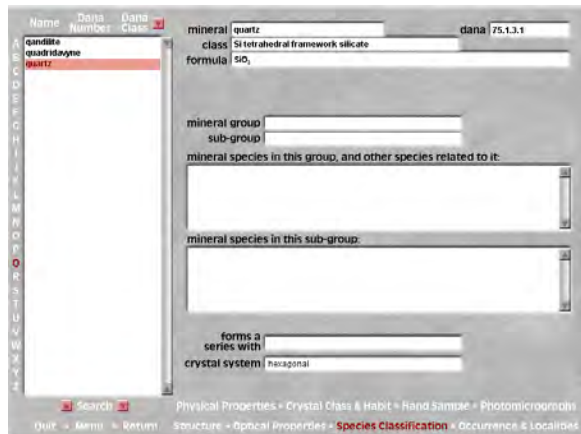 Name Dana Number Dana Class
A
B
C
D
E
F
G
H
I
J
K
L
M
N
O
P
Q
R
S
T
U
V
W
X
Y
Z
qandilite
quadridavyne
quartz
mineral quartz dana 75.1.3.1
class Si tetrahedral framework silicate
formula SiO₂
mineral group
sub-group
mineral species in this group, and other species related to it:
mineral species in this sub-group:
forms a
series with
crystal system hexagonal
Search
Quit • Menu • Return
Physical Properties • Crystal Class & Habit • Hand Sample • Photomicrographs
Structure • Optical Properties • Species Classification • Occurrence & Localities